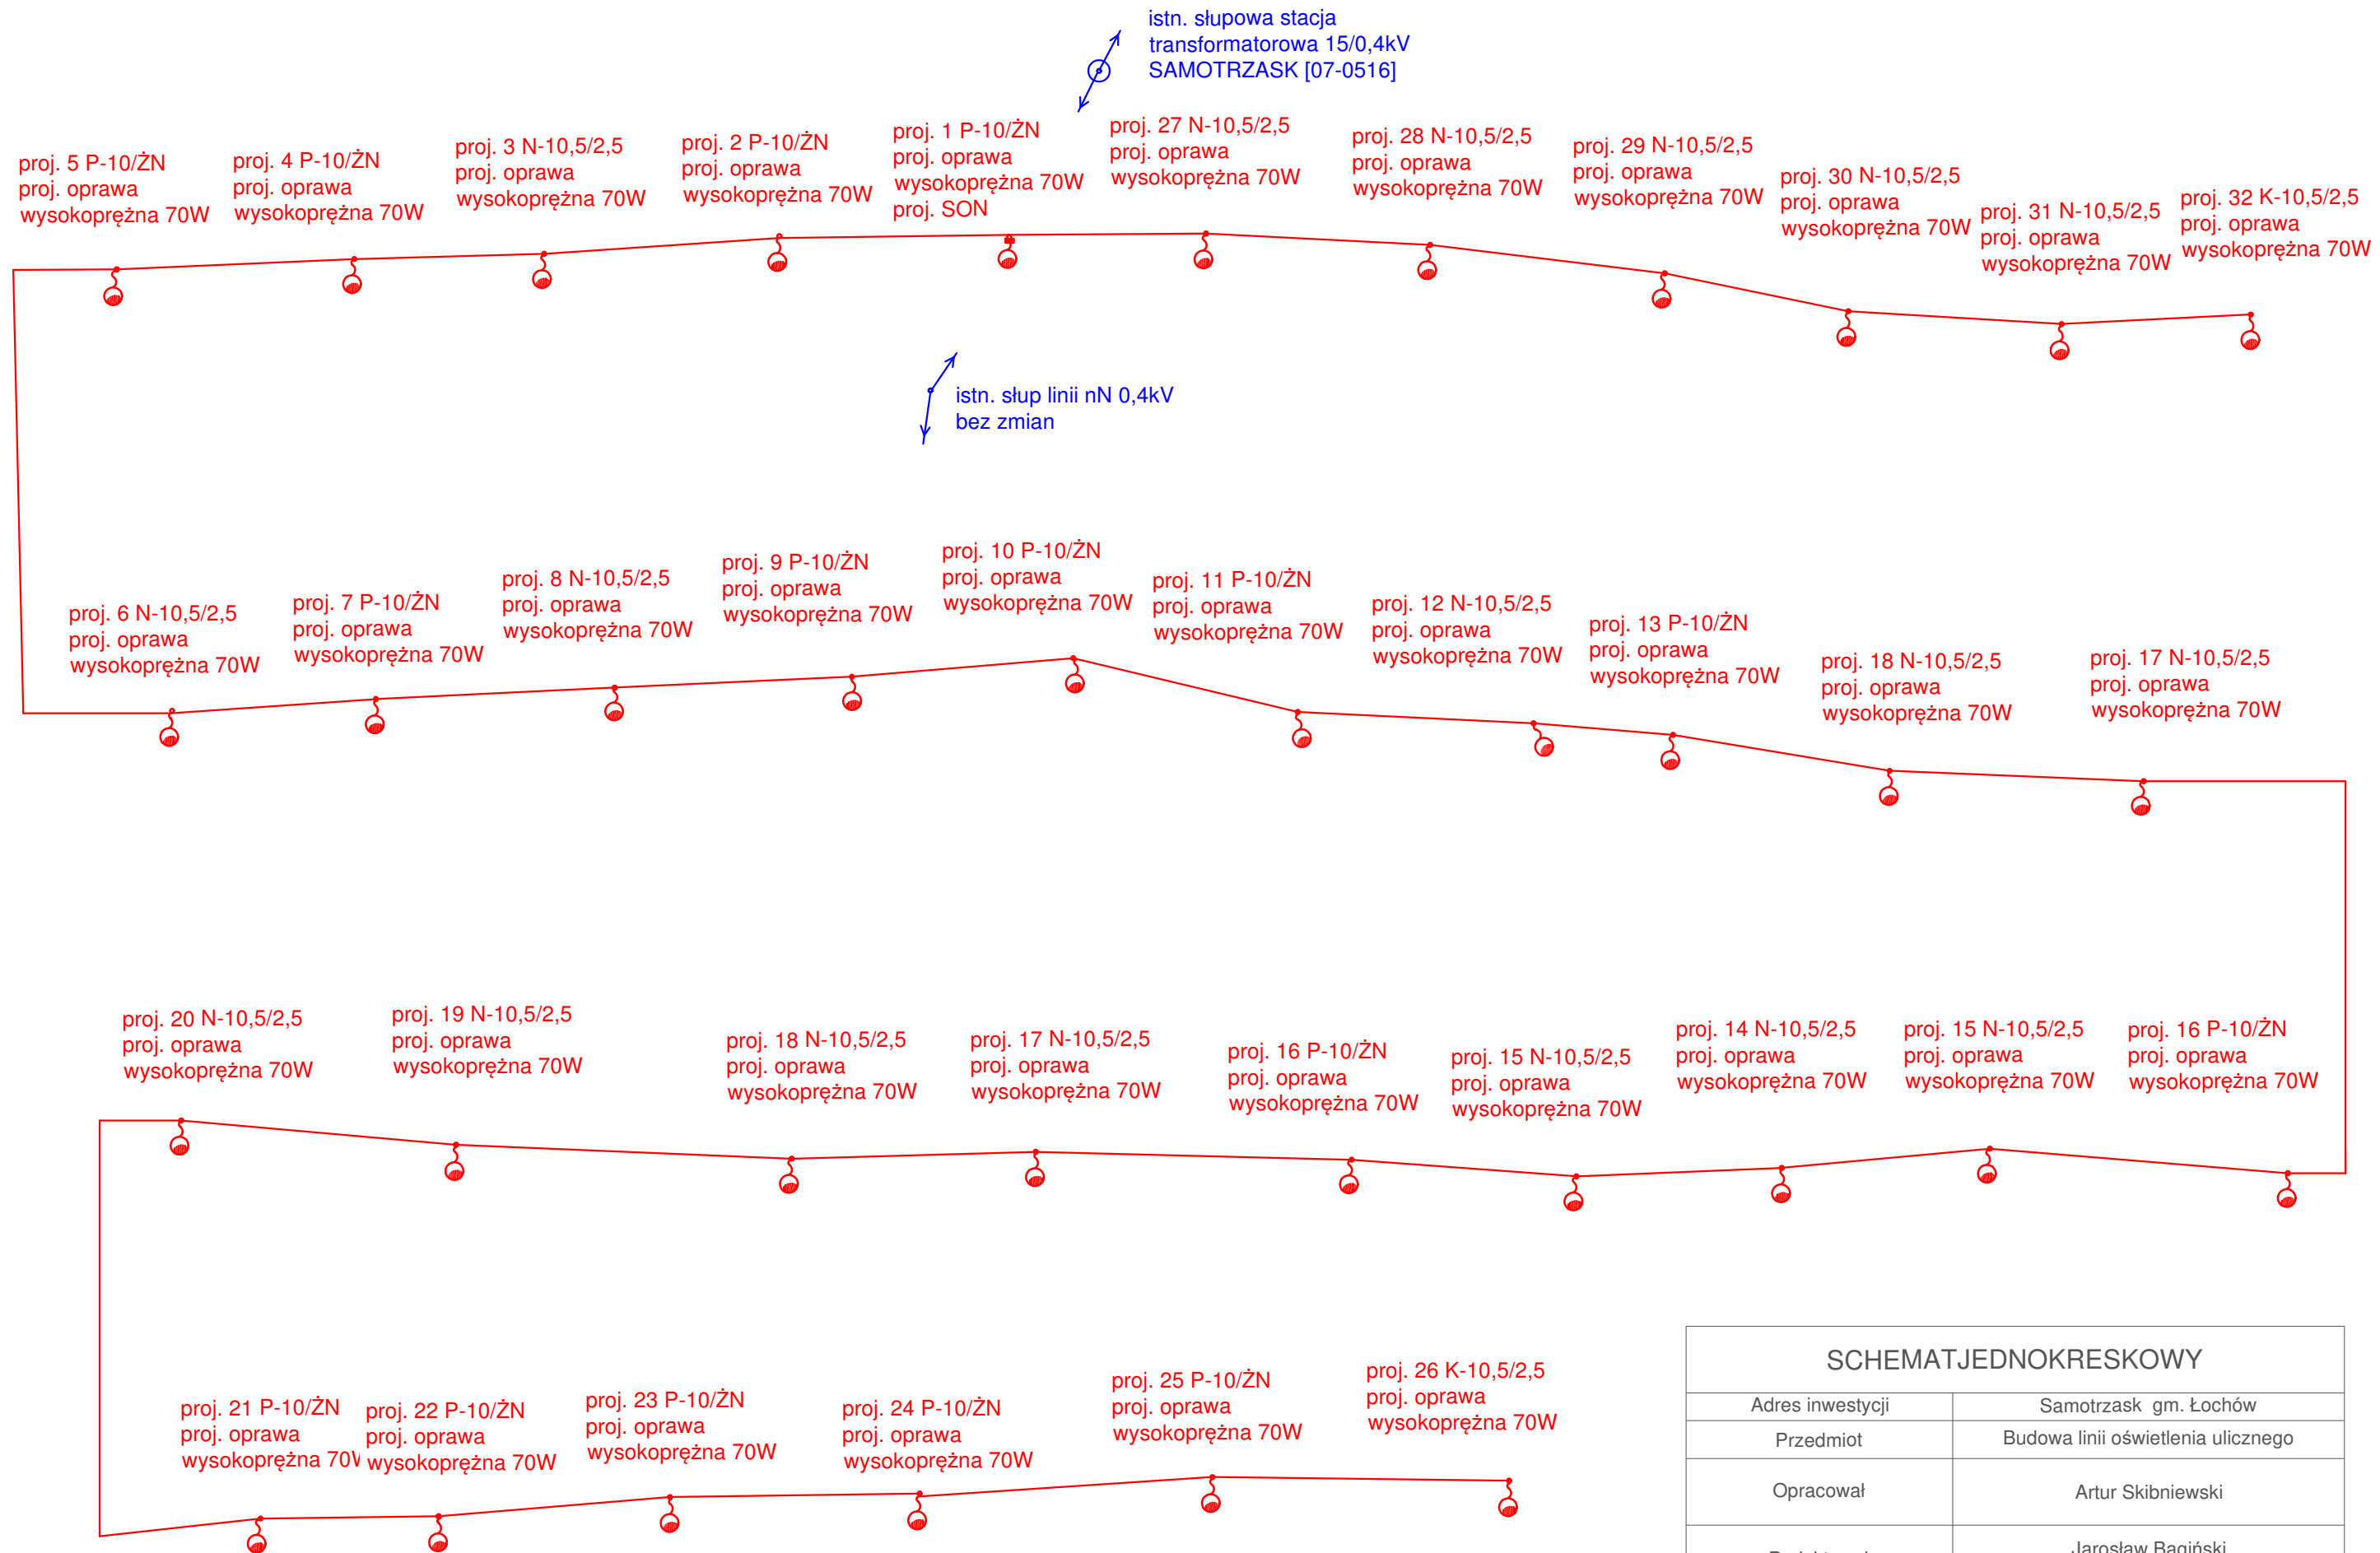 istn. słupowa stacja
transformatorowa 15/0,4kV
SAMOTRZASK [07-0516]
proj. 5 P-10/ŻN
proj. oprawa
wysokoprężna 70W
proj. 4 P-10/ŻN
proj. oprawa
wysokoprężna 70W
proj. 3 N-10,5/2,5
proj. oprawa
wysokoprężna 70W
proj. 2 P-10/ŻN
proj. oprawa
wysokoprężna 70W
proj. 1 P-10/ŻN
proj. oprawa
wysokoprężna 70W
proj. SON
proj. 27 N-10,5/2,5
proj. oprawa
wysokoprężna 70W
proj. 28 N-10,5/2,5
proj. oprawa
wysokoprężna 70W
proj. 29 N-10,5/2,5
proj. oprawa
wysokoprężna 70W
proj. 30 N-10,5/2,5
proj. oprawa
wysokoprężna 70W
proj. 31 N-10,5/2,5
proj. oprawa
wysokoprężna 70W
proj. 32 K-10,5/2,5
proj. oprawa
wysokoprężna 70W
istn. słup linii nN 0,4kV
bez zmian
proj. 6 N-10,5/2,5
proj. oprawa
wysokoprężna 70W
proj. 7 P-10/ŻN
proj. oprawa
wysokoprężna 70W
proj. 8 N-10,5/2,5
proj. oprawa
wysokoprężna 70W
proj. 9 P-10/ŻN
proj. oprawa
wysokoprężna 70W
proj. 10 P-10/ŻN
proj. oprawa
wysokoprężna 70W
proj. 11 P-10/ŻN
proj. oprawa
wysokoprężna 70W
proj. 12 N-10,5/2,5
proj. oprawa
wysokoprężna 70W
proj. 13 P-10/ŻN
proj. oprawa
wysokoprężna 70W
proj. 18 N-10,5/2,5
proj. oprawa
wysokoprężna 70W
proj. 17 N-10,5/2,5
proj. oprawa
wysokoprężna 70W
proj. 20 N-10,5/2,5
proj. oprawa
wysokoprężna 70W
proj. 19 N-10,5/2,5
proj. oprawa
wysokoprężna 70W
proj. 18 N-10,5/2,5
proj. oprawa
wysokoprężna 70W
proj. 17 N-10,5/2,5
proj. oprawa
wysokoprężna 70W
proj. 16 P-10/ŻN
proj. oprawa
wysokoprężna 70W
proj. 15 N-10,5/2,5
proj. oprawa
wysokoprężna 70W
proj. 14 N-10,5/2,5
proj. oprawa
wysokoprężna 70W
proj. 15 N-10,5/2,5
proj. oprawa
wysokoprężna 70W
proj. 16 P-10/ŻN
proj. oprawa
wysokoprężna 70W
proj. 21 P-10/ŻN
proj. oprawa
wysokoprężna 70W
proj. 22 P-10/ŻN
proj. oprawa
wysokoprężna 70W
proj. 23 P-10/ŻN
proj. oprawa
wysokoprężna 70W
proj. 24 P-10/ŻN
proj. oprawa
wysokoprężna 70W
proj. 25 P-10/ŻN
proj. oprawa
wysokoprężna 70W
proj. 26 K-10,5/2,5
proj. oprawa
wysokoprężna 70W
SCHEMATJEDNOKRESKOWY
Adres inwestycji
Samotrzask gm. Łochów
Przedmiot
Budowa linii oświetlenia ulicznego
Opracował
Artur Skibniewski
Jarosław Bagiński